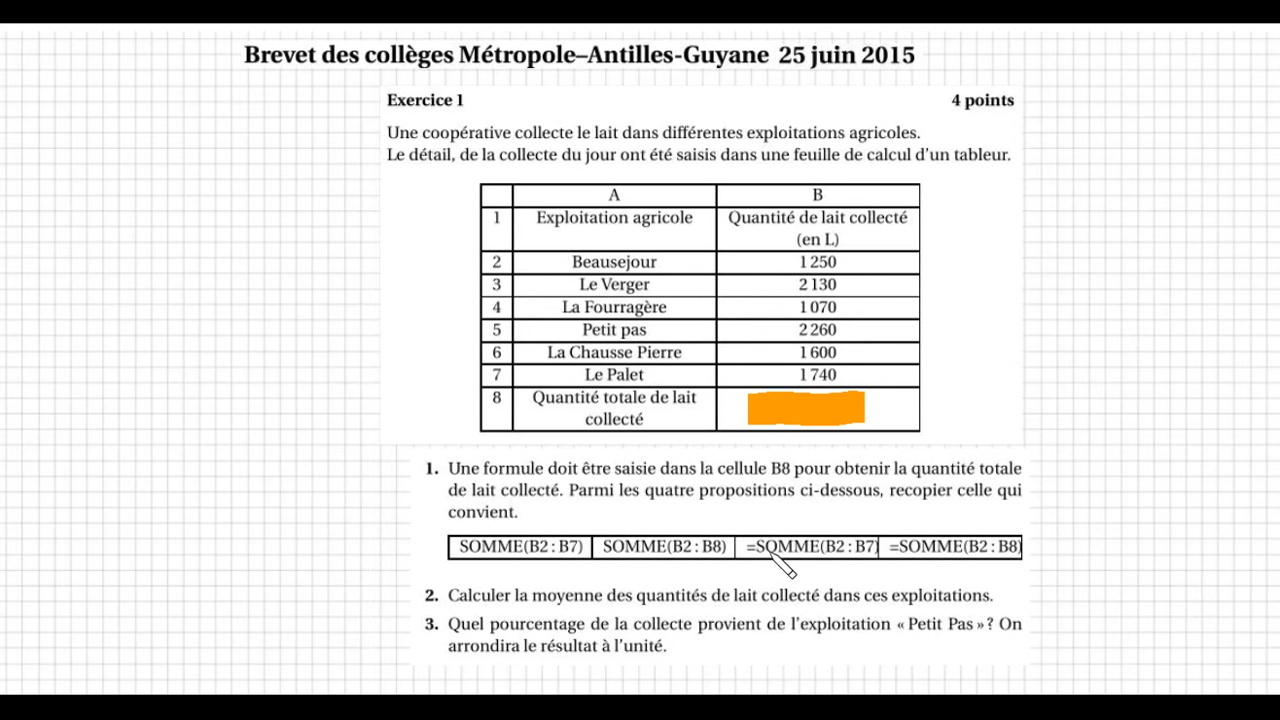 Brevet des collèges Métropole–Antilles-Guyane 25 juin 2015
Exercice 1 4 points
Une coopérative collecte le lait dans différentes exploitations agricoles.
Le détail, de la collecte du jour ont été saisis dans une feuille de calcul d'un tableur.
A B
1 Exploitation agricole Quantité de lait collecté
(en L)
2 Beausejour 1 250
3 Le Verger 2 130
4 La Fourragère 1 070
5 Petit pas 2 260
6 La Chausse Pierre 1 600
7 Le Palet 1 740
8 Quantité totale de lait
collecté
1. Une formule doit être saisie dans la cellule B8 pour obtenir la quantité totale
de lait collecté. Parmi les quatre propositions ci-dessous, recopier celle qui
convient.
SOMME(B2 : B7) SOMME(B2 : B8) =SOMME(B2 : B7) =SOMME(B2 : B8)
2. Calculer la moyenne des quantités de lait collecté dans ces exploitations.
3. Quel pourcentage de la collecte provient de l'exploitation « Petit Pas » ? On
arrondira le résultat à l'unité.